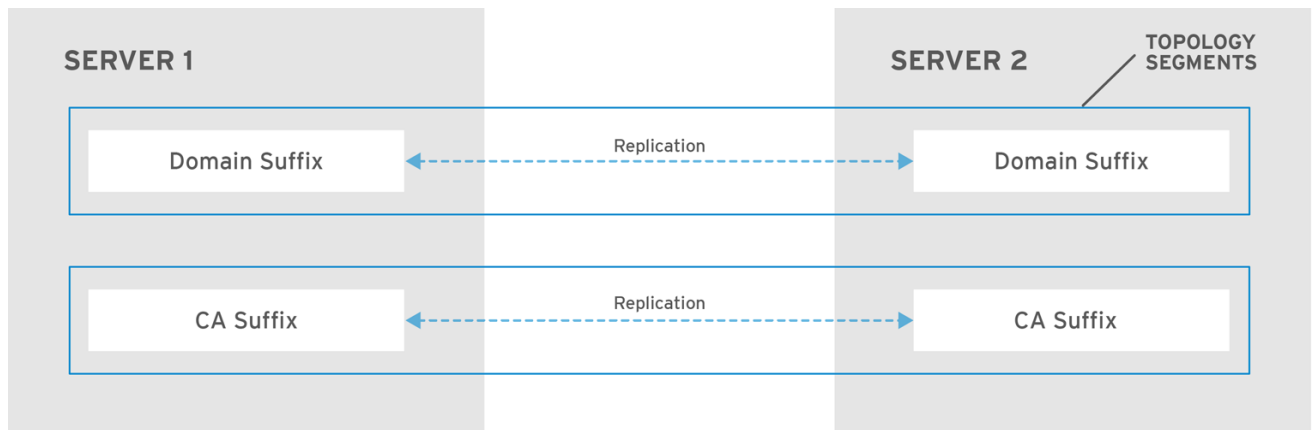 SERVER 1
SERVER 2
TOPOLOGY
SEGMENTS
Domain Suffix
Replication
Domain Suffix
CA Suffix
Replication
CA Suffix